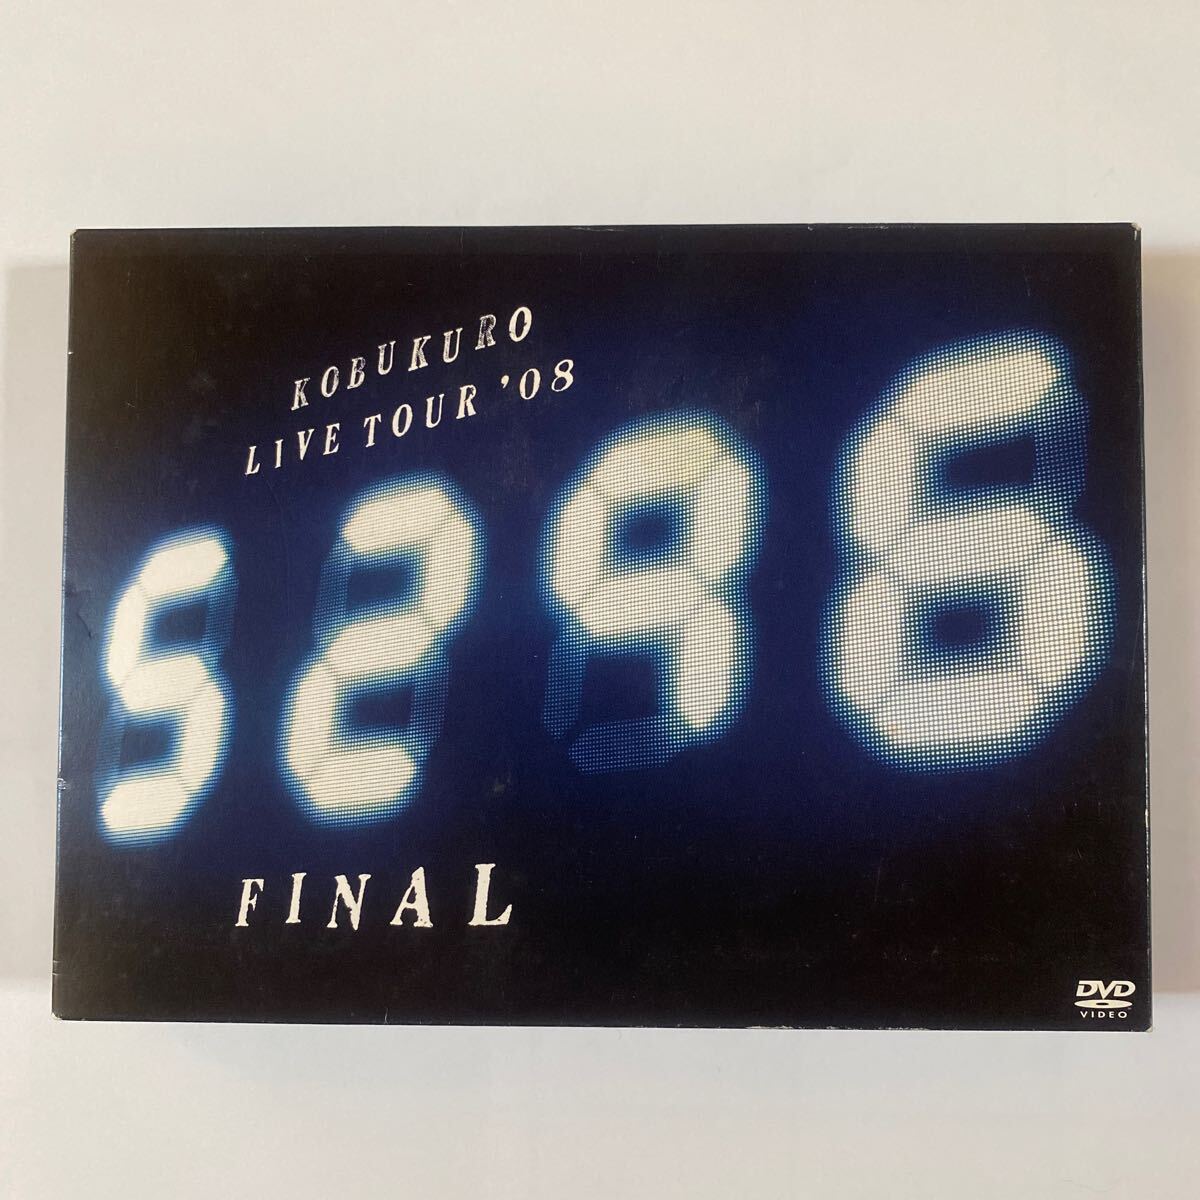 KOBUKURO
LIVE TOUR '08
5296
FINAL
DVD
VIDEO